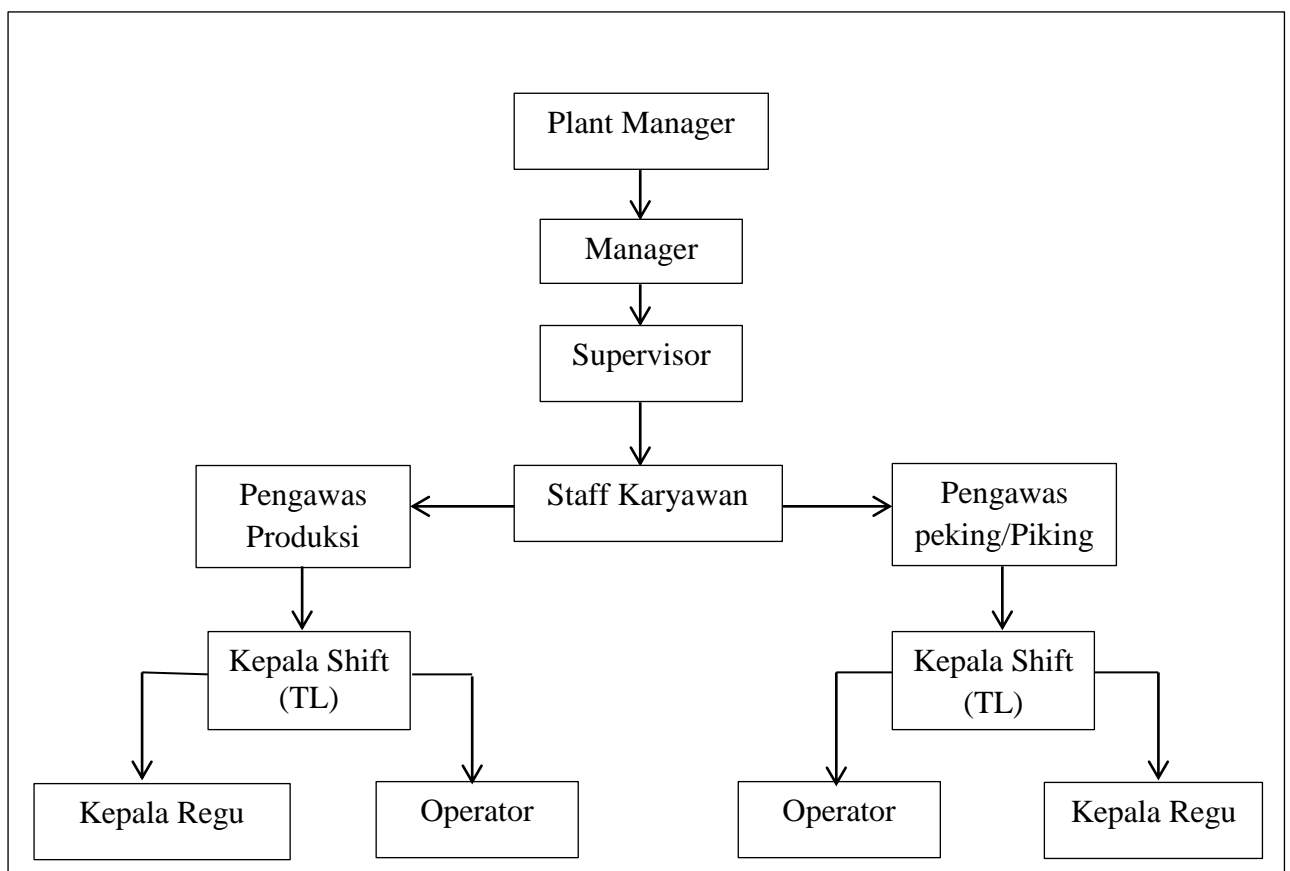 Plant Manager
Manager
Supervisor
Pengawas
Produksi
Staff Karyawan
Pengawas
peking/Piking
Kepala Shift
(TL)
Kepala Shift
(TL)
Kepala Regu
Operator
Operator
Kepala Regu